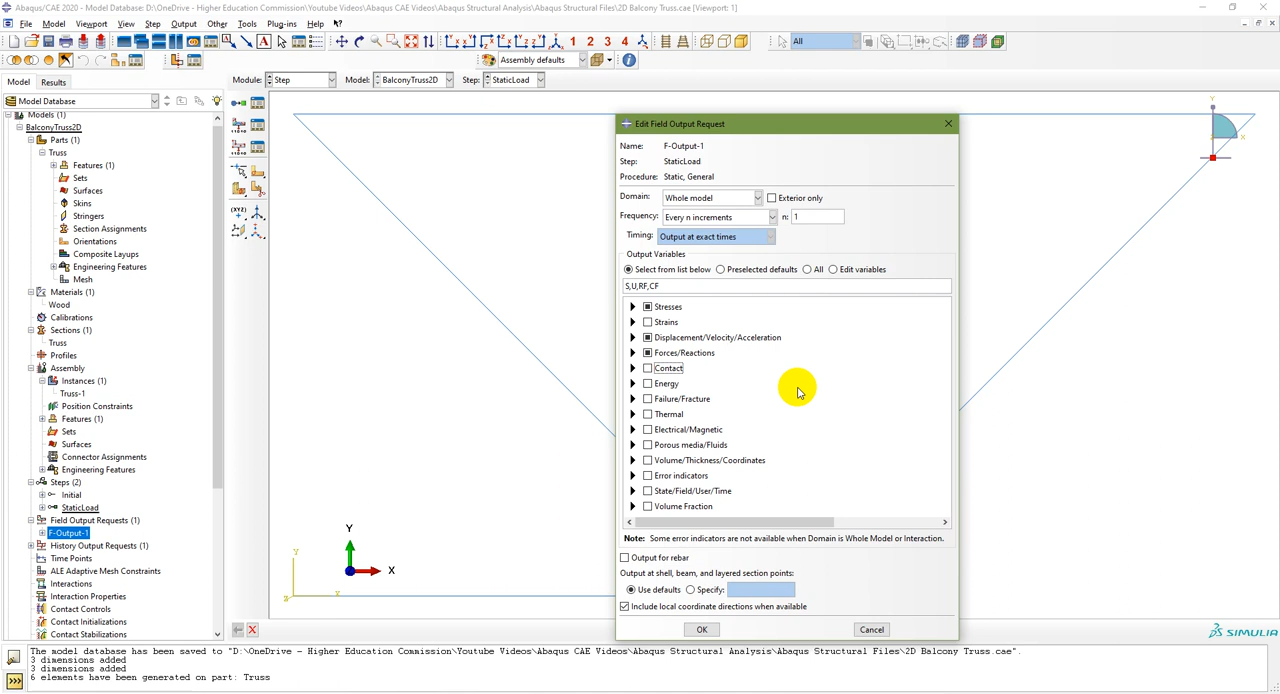 Abaqus/CAE 2020 - Model Database: D:\OneDrive - Higher Education Commission\Youtube Videos\Abaqus CAE Videos\Abaqus Structural Analysis\Abaqus Structural Files\2D Balcony Truss.cae [Viewport: 1]
File Model Viewport View Step Output Other Tools Plug-ins Help
1 2 3 4 All
Assembly defaults
Model Results
Module: Step Model: BalconyTruss2D Step: StaticLoad
Model Database
Models (1)
BalconyTruss2D
Parts (1)
Truss
Features (1)
Sets
Surfaces
Skins
Stringers
Section Assignments
Orientations
Composite Layups
Engineering Features
Mesh
Materials (1)
Wood
Calibrations
Sections (1)
Truss
Profiles
Assembly
Instances (1)
Truss-1
Position Constraints
Features (1)
Sets
Surfaces
Connector Assignments
Engineering Features
Steps (2)
Initial
StaticLoad
Field Output Requests (1)
F-Output-1
History Output Requests (1)
Time Points
ALE Adaptive Mesh Constraints
Interactions
Interaction Properties
Contact Controls
Contact Initializations
Contact Stabilizations
Edit Field Output Request
Name: F-Output-1
Step: StaticLoad
Procedure: Static, General
Domain: Whole model Exterior only
Frequency: Every n increments n: 1
Timing: Output at exact times
Output Variables
Select from list below Preselected defaults All Edit variables
S,U,RF,CF
Stresses
Strains
Displacement/Velocity/Acceleration
Forces/Reactions
Contact
Energy
Failure/Fracture
Thermal
Electrical/Magnetic
Porous media/Fluids
Volume/Thickness/Coordinates
Error indicators
State/Field/User/Time
Volume Fraction
Note: Some error indicators are not available when Domain is Whole Model or Interaction.
Output for rebar
Output at shell, beam, and layered section points:
Use defaults Specify:
Include local coordinate directions when available
OK Cancel
Y
X
Y
X
Z
Y
X
SIMULIA
The model database has been saved to "D:\OneDrive - Higher Education Commission\Youtube Videos\Abaqus CAE Videos\Abaqus Structural Analysis\Abaqus Structural Files\2D Balcony Truss.cae".
3 dimensions added
3 dimensions added
6 elements have been generated on part: Truss